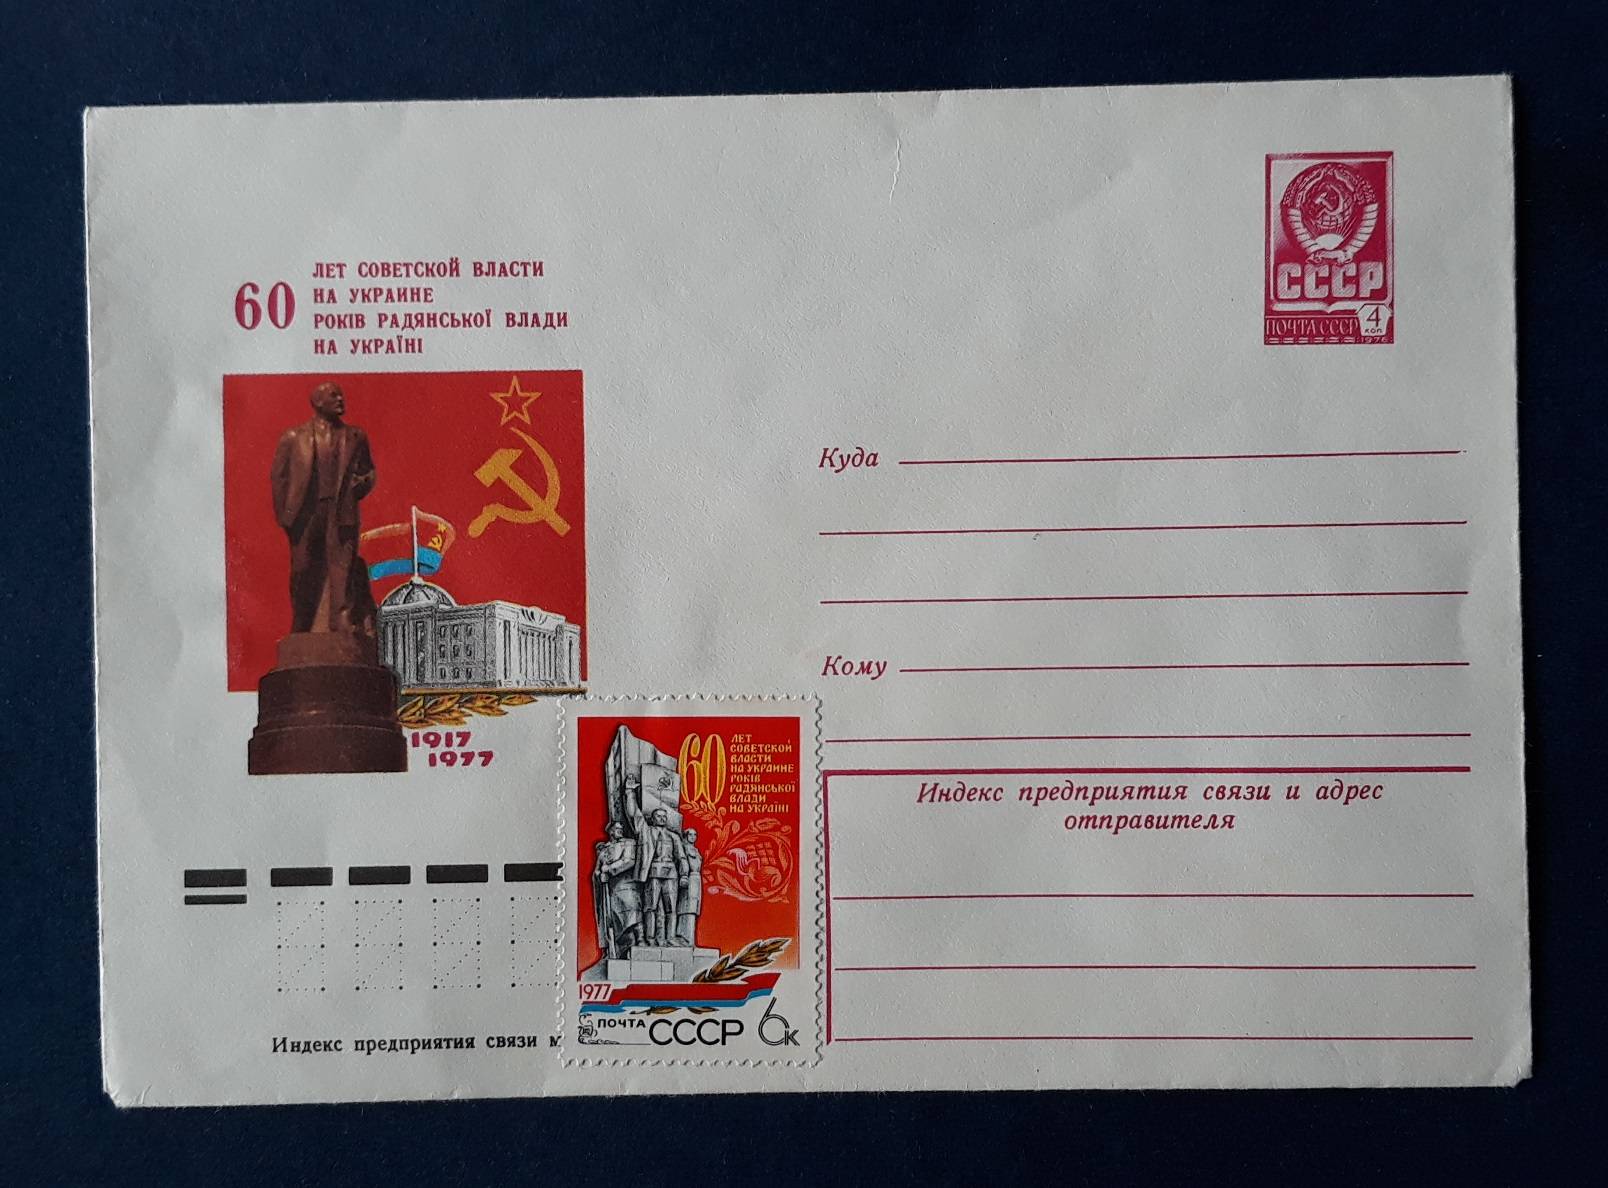 60
ЛЕТ СОВЕТСКОЙ ВЛАСТИ
НА УКРАИНЕ
РОКІВ РАДЯНСЬКОЇ ВЛАДИ
НА УКРАЇНІ
1917
1977
СССР
ПОЧТА СССР 4
коп
1976
Куда
Кому
Индекс предприятия связи и адрес
отправителя
60
ЛЕТ
СОВЕТСКОЙ
ВЛАСТИ
НА УКРАИНЕ
РОКІВ
РАДЯНСЬКОЇ
ВЛАДИ
НА УКРАЇНІ
1977
ПОЧТА СССР 6к
Индекс предприятия связи м